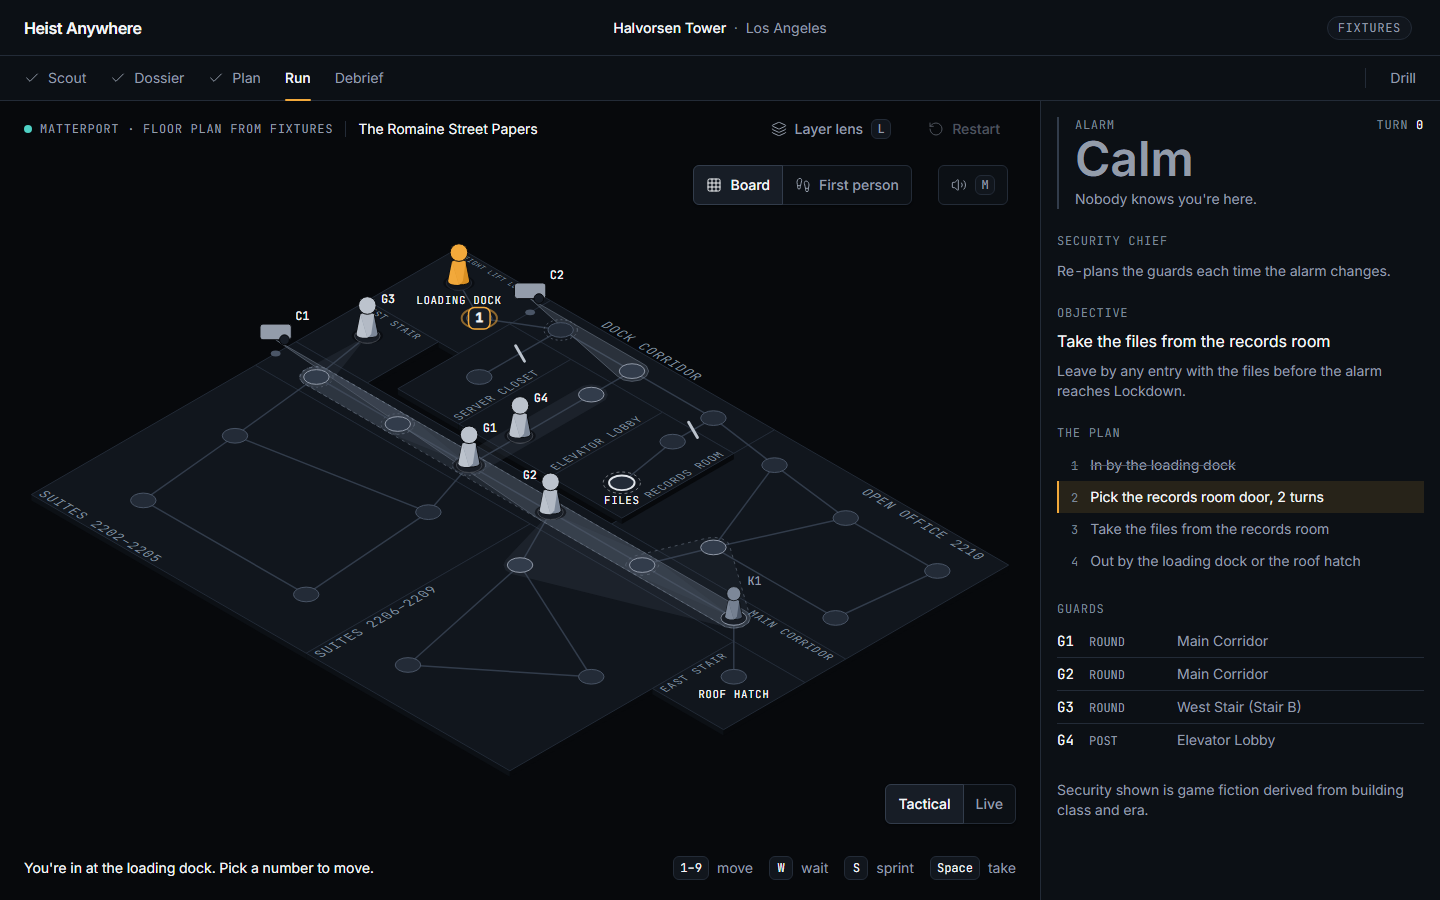 Heist Anywhere
Halvorsen Tower · Los Angeles
FIXTURES
Scout
Dossier
Plan
Run
Debrief
Drill
MATTERPORT · FLOOR PLAN FROM FIXTURES
The Romaine Street Papers
Layer lens L
Restart
Board
First person
M
C2
G3
LOADING DOCK
C1
1
DOCK CORRIDOR
SERVER CLOSET
G4
G1
ELEVATOR LOBBY
G2
RECORDS ROOM
FILES
SUITES 2202-2205
OPEN OFFICE 2210
K1
SUITES 2206-2209
MAIN CORRIDOR
EAST STAIR
ROOF HATCH
Tactical
Live
You're in at the loading dock. Pick a number to move.
1-9 move
W wait
S sprint
Space take
ALARM
TURN 0
Calm
Nobody knows you're here.
SECURITY CHIEF
Re-plans the guards each time the alarm changes.
OBJECTIVE
Take the files from the records room
Leave by any entry with the files before the alarm
reaches Lockdown.
THE PLAN
1 In by the loading dock
2 Pick the records room door, 2 turns
3 Take the files from the records room
4 Out by the loading dock or the roof hatch
GUARDS
G1 ROUND Main Corridor
G2 ROUND Main Corridor
G3 ROUND West Stair (Stair B)
G4 POST Elevator Lobby
Security shown is game fiction derived from building
class and era.